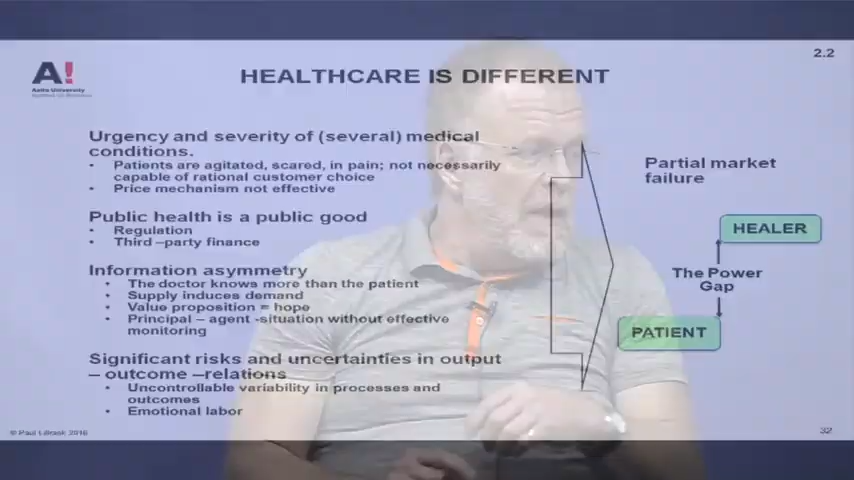 2.2
A!
Aalto University
HEALTHCARE IS DIFFERENT
Urgency and severity of (several) medical
conditions.
• Patients are agitated, scared, in pain; not necessarily
capable of rational customer choice
• Price mechanism not effective
Public health is a public good
• Regulation
• Third –party finance
Information asymmetry
• The doctor knows more than the patient
• Supply induces demand
• Value proposition = hope
• Principal – agent -situation without effective
monitoring
Significant risks and uncertainties in output
– outcome –relations
• Uncontrollable variability in processes and
outcomes
• Emotional labor
Partial market
failure
HEALER
The Power
Gap
PATIENT
© Paul Lillrank 2016
32